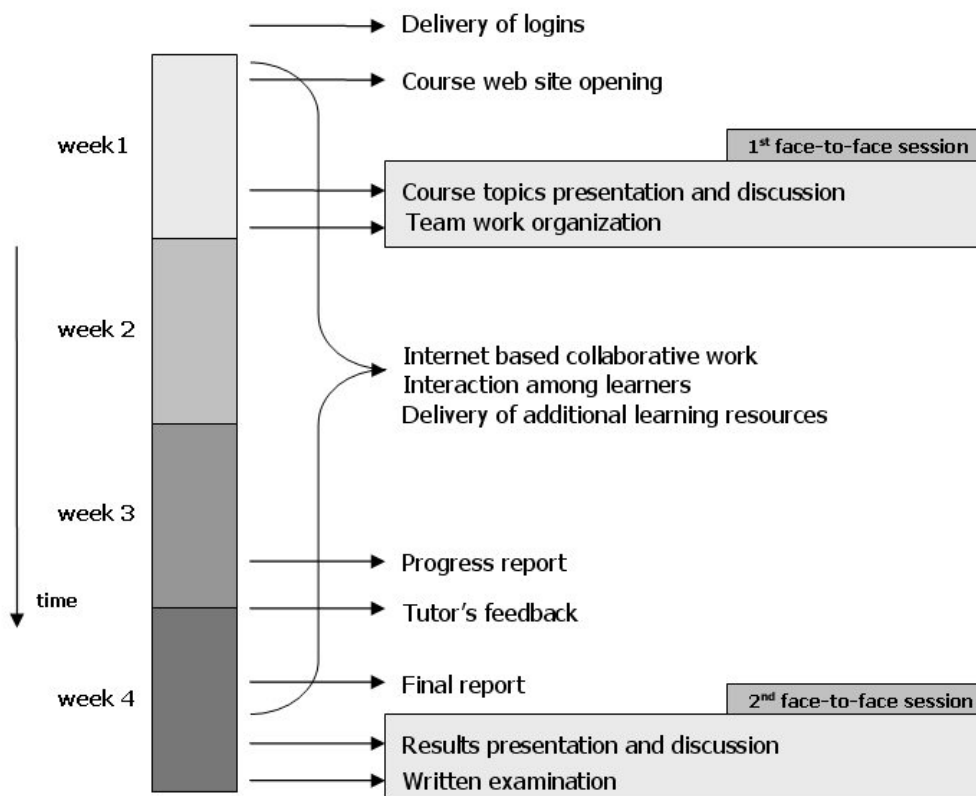 Delivery of logins
Course web site opening
week1
1st face-to-face session
Course topics presentation and discussion
Team work organization
week 2
Internet based collaborative work
Interaction among learners
Delivery of additional learning resources
week 3
Progress report
time
Tutor's feedback
week 4
Final report
2nd face-to-face session
Results presentation and discussion
Written examination